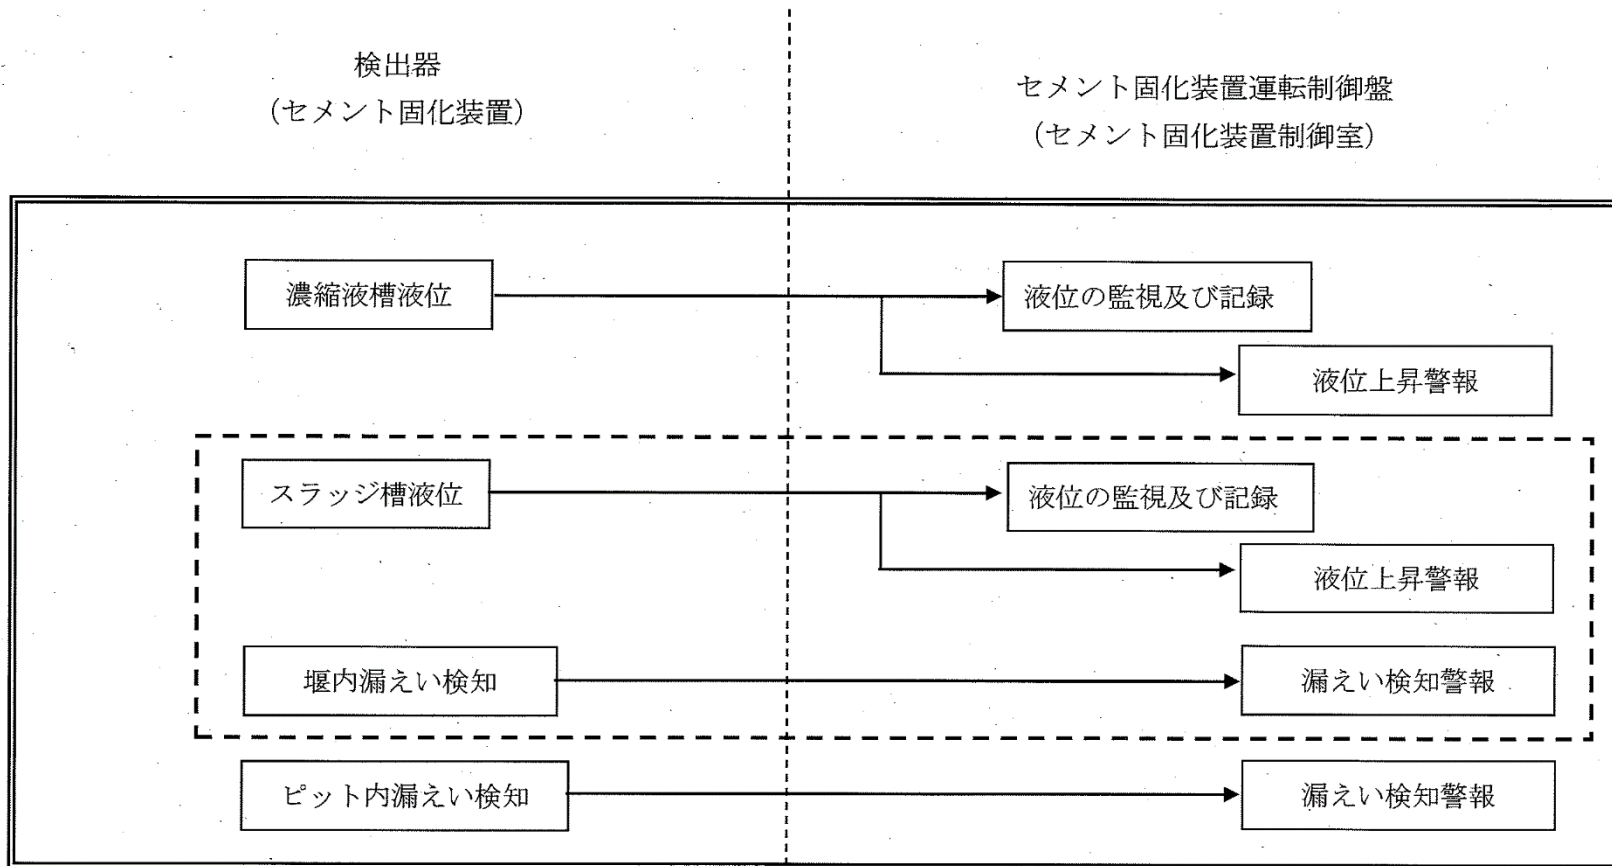 検出器
(セメント固化装置)
セメント固化装置運転制御盤
(セメント固化装置制御室)
濃縮液槽液位
液位の監視及び記録
液位上昇警報
スラッジ槽液位
液位の監視及び記録
液位上昇警報
堰内漏えい検知
漏えい検知警報
ピット内漏えい検知
漏えい検知警報